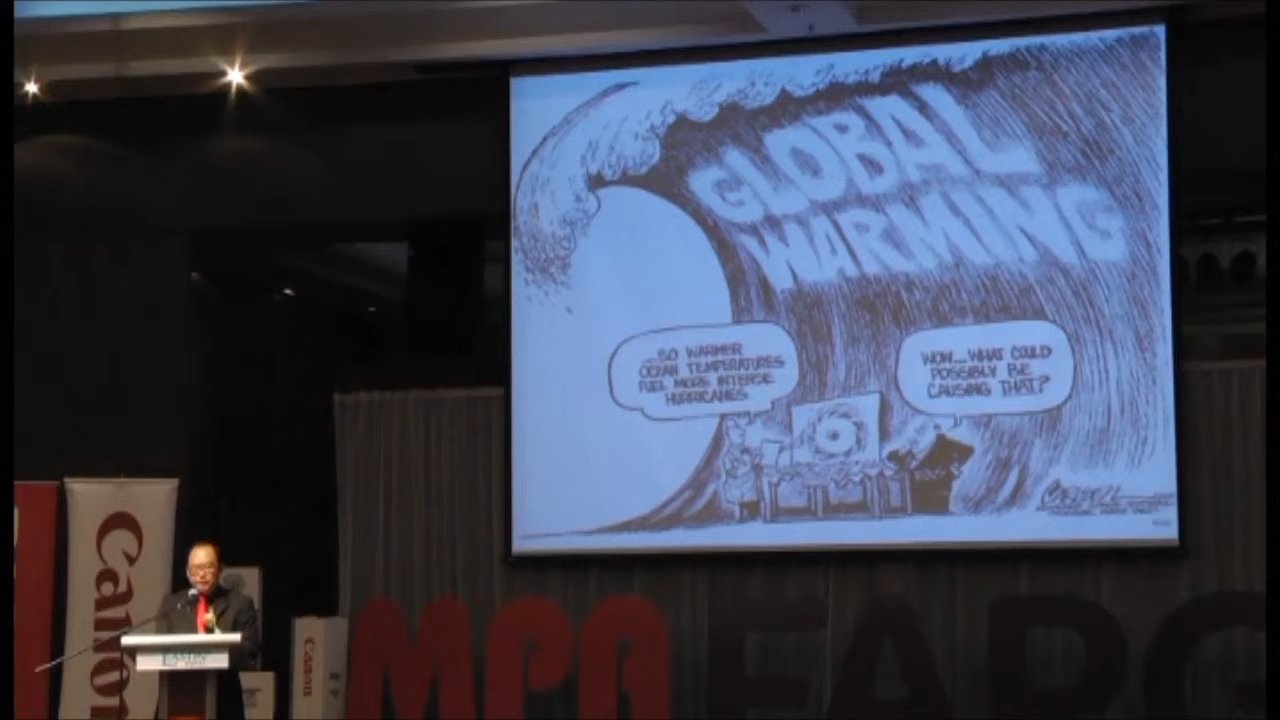 GLOBAL
WARMING
...SO WARMER
OCEAN TEMPERATURES
FUEL MORE INTENSE
HURRICANES
WOW...WHAT COULD
POSSIBLY BE
CAUSING THAT?
Canon
Canon
MPA